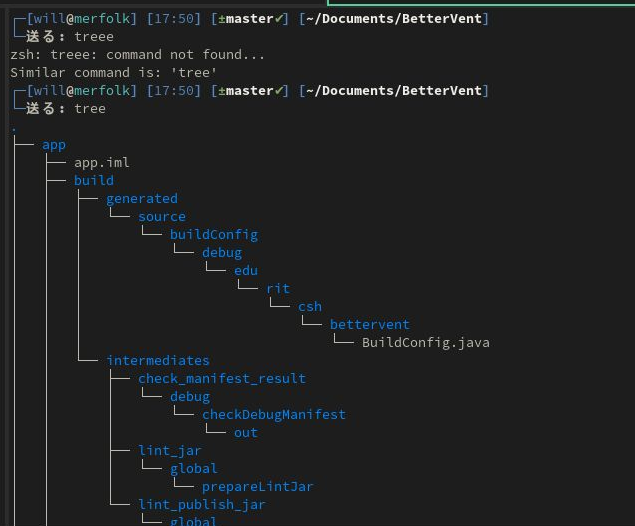 ┌─[will@merfolk] [17:50] [±master✔] [~/Documents/BetterVent]
└─送る: treee
zsh: treee: command not found...
Similar command is: 'tree'
┌─[will@merfolk] [17:50] [±master✔] [~/Documents/BetterVent]
└─送る: tree
.
├── app
│   ├── app.iml
│   ├── build
│   │   ├── generated
│   │   │   └── source
│   │   │       └── buildConfig
│   │   │           └── debug
│   │   │               └── edu
│   │   │                   └── rit
│   │   │                       └── csh
│   │   │                           └── bettervent
│   │   │                               └── BuildConfig.java
│   │   └── intermediates
│   │       ├── check_manifest_result
│   │       │   └── debug
│   │       │       └── checkDebugManifest
│   │       │           └── out
│   │       ├── lint_jar
│   │       │   └── global
│   │       │       └── prepareLintJar
│   │       ├── lint_publish_jar
│   │       │   └── global